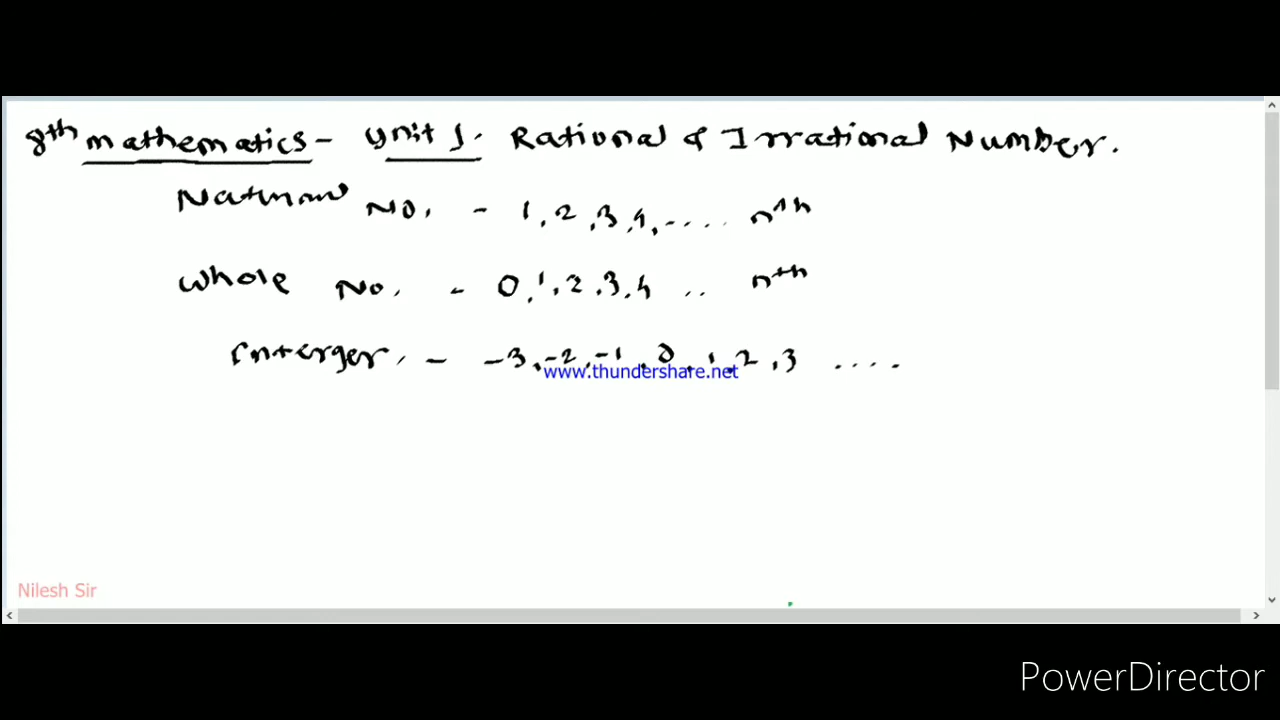 8th mathematics - Unit 1. Rational & Irrational Number.
Natural No. - 1, 2, 3, 4, .... nth
Whole No. - 0, 1, 2, 3, 4 .. nth
Interger. - -3, -2, -1, 0, 1, 2, 3 ....
www.thundershare.net
Nilesh Sir
PowerDirector